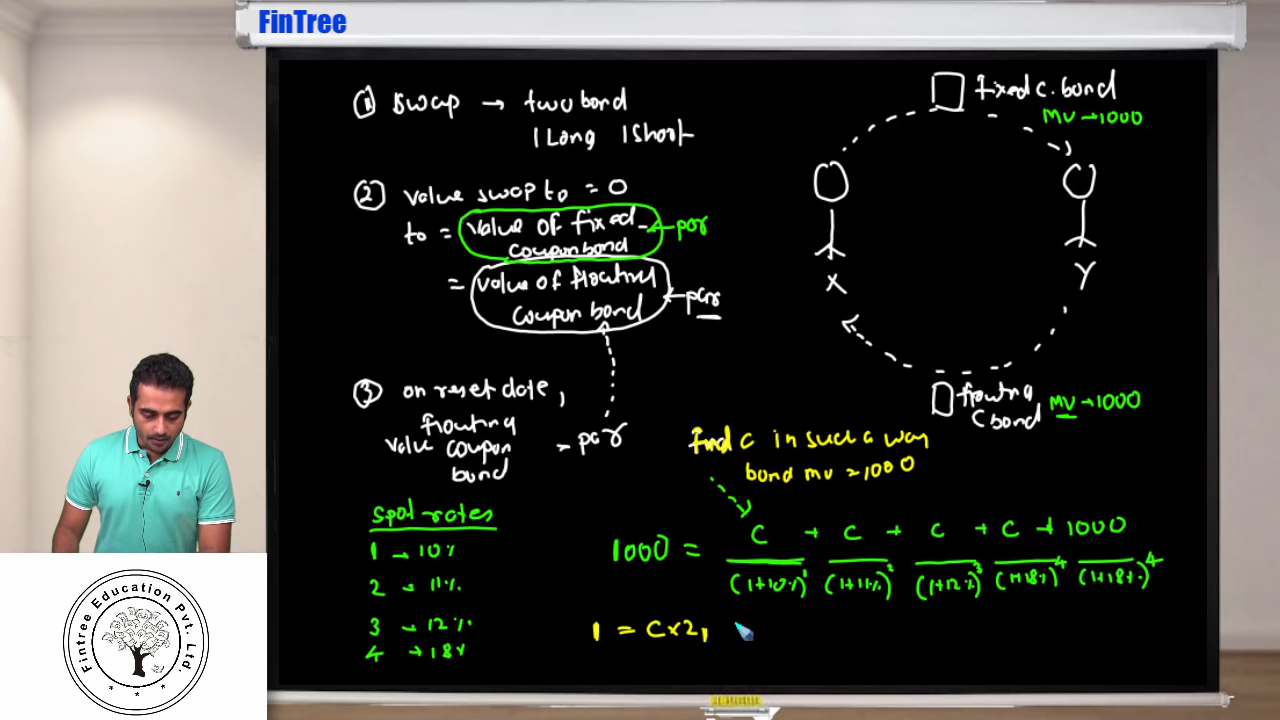 FinTree
① Swap → two bond
1 Long 1 Short
② value swap t0 = 0
t0 = value of fixed ← par
coupon bond
= value of floating
coupon bond ← par
③ on reset date,
floating
value coupon = par
bond
fixed c. bond
MV → 1000
X
Y
floating
C bond MV → 1000
find c in such a way
bond mv = 1000
spot rates
1 → 10%
2 → 11%.
3 → 12%.
4 → 18%
1000 = C/(1+10%)¹ + C/(1+11%)² + C/(1+12%)³ + C/(1+18%)⁴ + 1000/(1+18%)⁴
1 = C×2,
Fintree Education Pvt. Ltd.